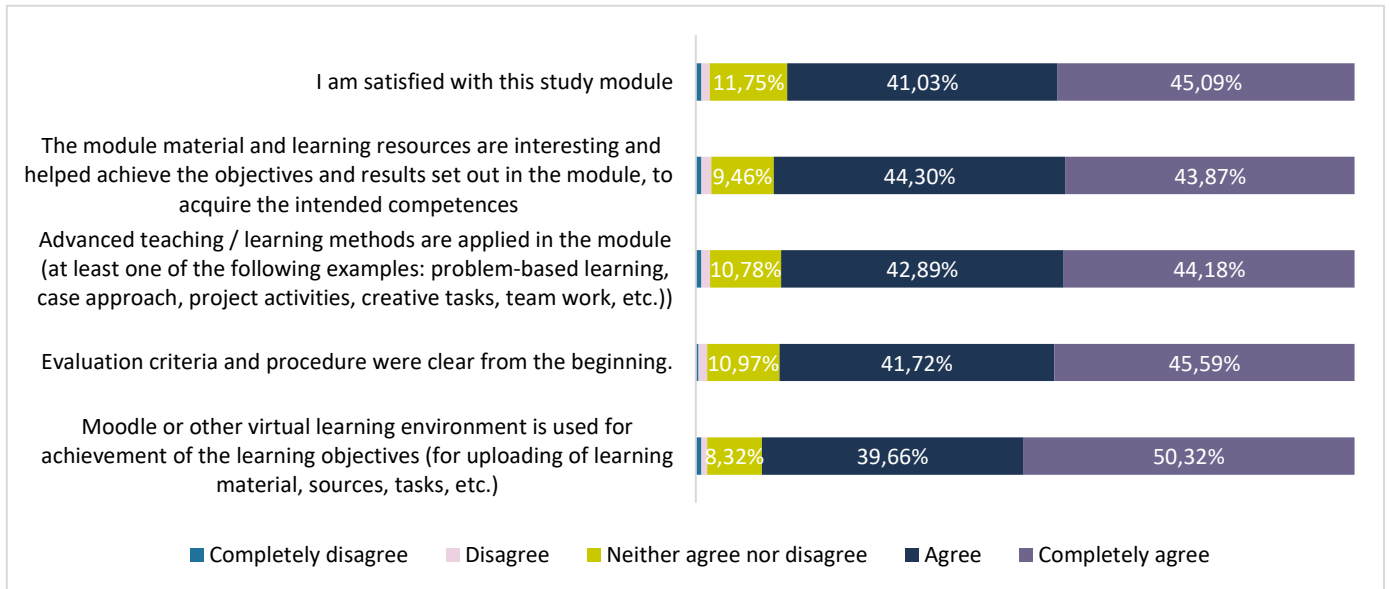 I am satisfied with this study module
11,75% 41,03% 45,09%
The module material and learning resources are interesting and
helped achieve the objectives and results set out in the module, to
acquire the intended competences
9,46% 44,30% 43,87%
Advanced teaching / learning methods are applied in the module
(at least one of the following examples: problem-based learning,
case approach, project activities, creative tasks, team work, etc.))
10,78% 42,89% 44,18%
Evaluation criteria and procedure were clear from the beginning.
10,97% 41,72% 45,59%
Moodle or other virtual learning environment is used for
achievement of the learning objectives (for uploading of learning
material, sources, tasks, etc.)
8,32% 39,66% 50,32%
Completely disagree Disagree Neither agree nor disagree Agree Completely agree